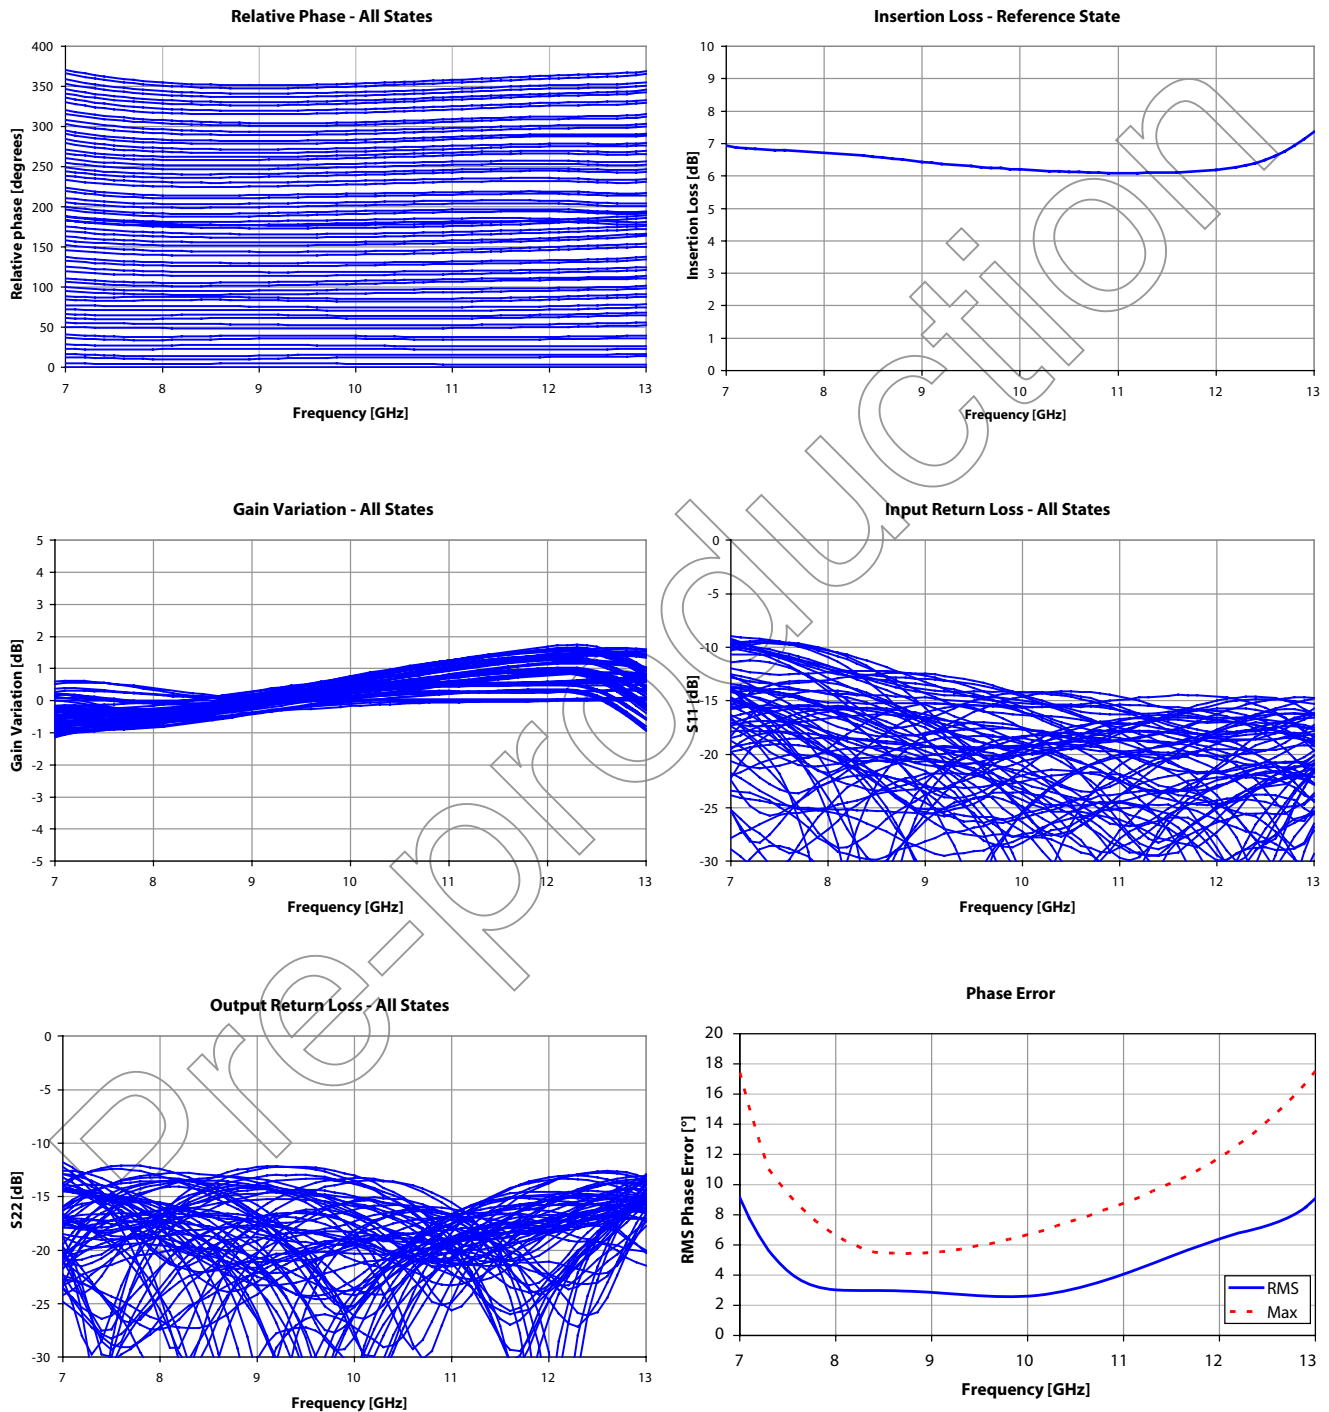 Relative Phase - All States
400
350
300
250
200
150
100
50
0
7 8 9 10 11 12 13
Relative phase [degrees]
Frequency [GHz]
Insertion Loss - Reference State
10
9
8
7
6
5
4
3
2
1
0
7 8 9 10 11 12 13
Insertion Loss [dB]
Frequency [GHz]
Gain Variation - All States
5
4
3
2
1
0
-1
-2
-3
-4
-5
7 8 9 10 11 12 13
Gain Variation [dB]
Frequency [GHz]
Input Return Loss - All States
0
-5
-10
-15
-20
-25
-30
7 8 9 10 11 12 13
S11 [dB]
Frequency [GHz]
Output Return Loss - All States
0
-5
-10
-15
-20
-25
-30
7 8 9 10 11 12 13
S22 [dB]
Frequency [GHz]
Phase Error
20
18
16
14
12
10
8
6
4
2
0
7 8 9 10 11 12 13
RMS Phase Error [°]
Frequency [GHz]
RMS
Max
Pre-production